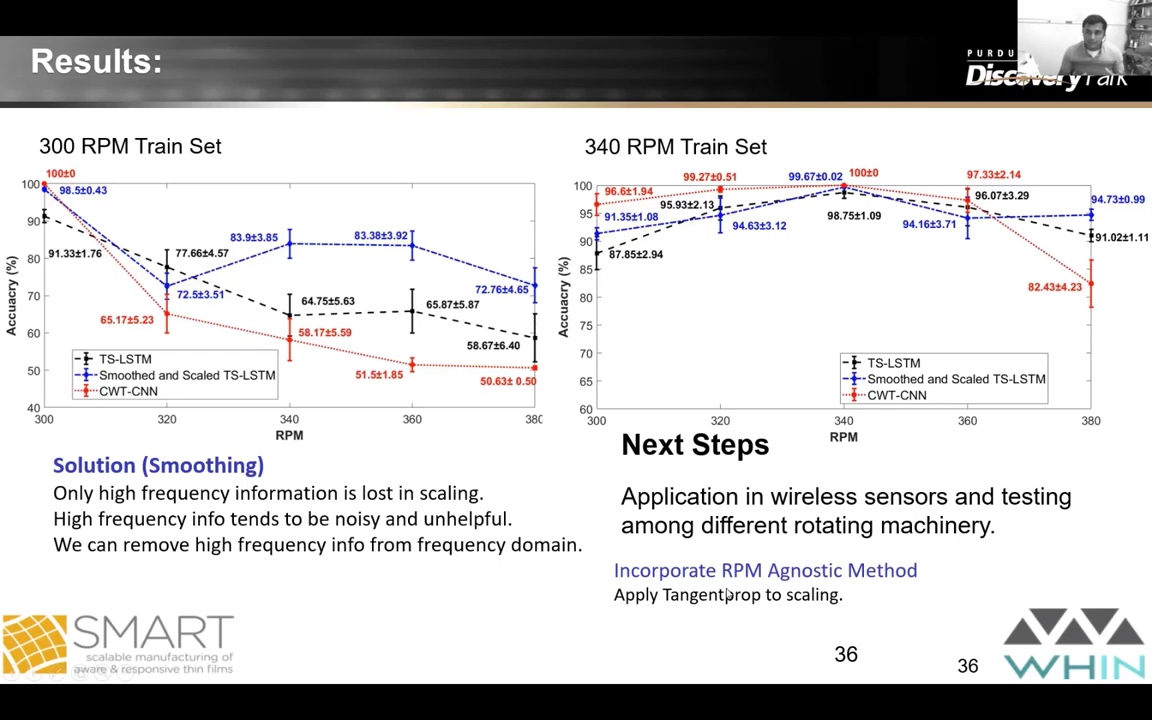 Results:
PURDU
Discovery Park
300 RPM Train Set
100±0
98.5±0.43
91.33±1.76
77.66±4.57
72.5±3.51
65.17±5.23
83.9±3.85
83.38±3.92
72.76±4.65
64.75±5.63
65.87±5.87
58.67±6.40
58.17±5.59
51.5±1.85
50.63± 0.50
Accuacry (%)
100
90
80
70
60
50
40
TS-LSTM
Smoothed and Scaled TS-LSTM
CWT-CNN
300 320 340 360 380
RPM
340 RPM Train Set
96.6±1.94
99.27±0.51
99.67±0.02
100±0
97.33±2.14
91.35±1.08
95.93±2.13
96.07±3.29
94.73±0.99
87.85±2.94
94.63±3.12
98.75±1.09
94.16±3.71
91.02±1.11
82.43±4.23
Accuacry (%)
100
95
90
85
80
75
70
65
60
TS-LSTM
Smoothed and Scaled TS-LSTM
CWT-CNN
300 320 340 360 380
RPM
Solution (Smoothing)
Only high frequency information is lost in scaling.
High frequency info tends to be noisy and unhelpful.
We can remove high frequency info from frequency domain.
Next Steps
Application in wireless sensors and testing
among different rotating machinery.
Incorporate RPM Agnostic Method
Apply Tangentprop to scaling.
SMART
scalable manufacturing of
aware & responsive thin films
36
36
WHIN